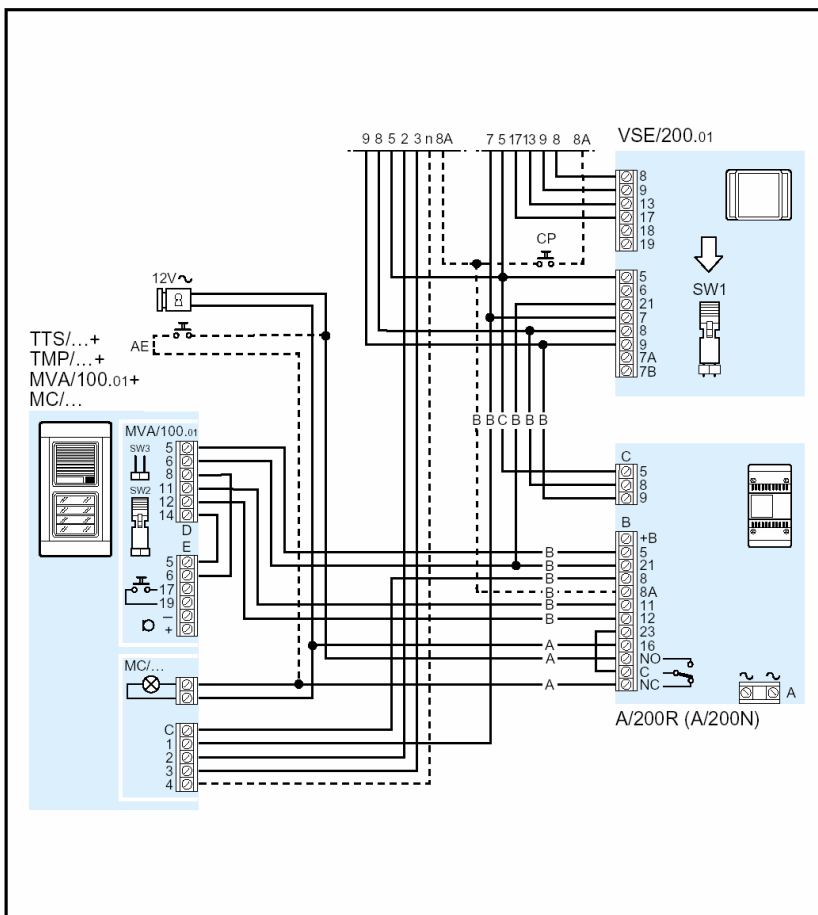 9 8 5 2 3 n 8A
7 5 17 13 9 8 8A
VSE/200.01
8
9
13
17
18
19
CP
5
6
21
7
8
9
7A
7B
SW1
12V~
AE
TTS/...+
TMP/...+
MVA/100.01+
MC/...
B B C B B B
MVA/100.01
SW3
SW2
5
6
8
11
12
14
D
E
5
6
17
19
–
+
C
5
8
9
B
+B
5
21
8
8A
11
12
23
16
NO
C
NC
B
B
B
B
B
B
A
A
A
~ ~
A
A/200R (A/200N)
MC/...
C
1
2
3
4